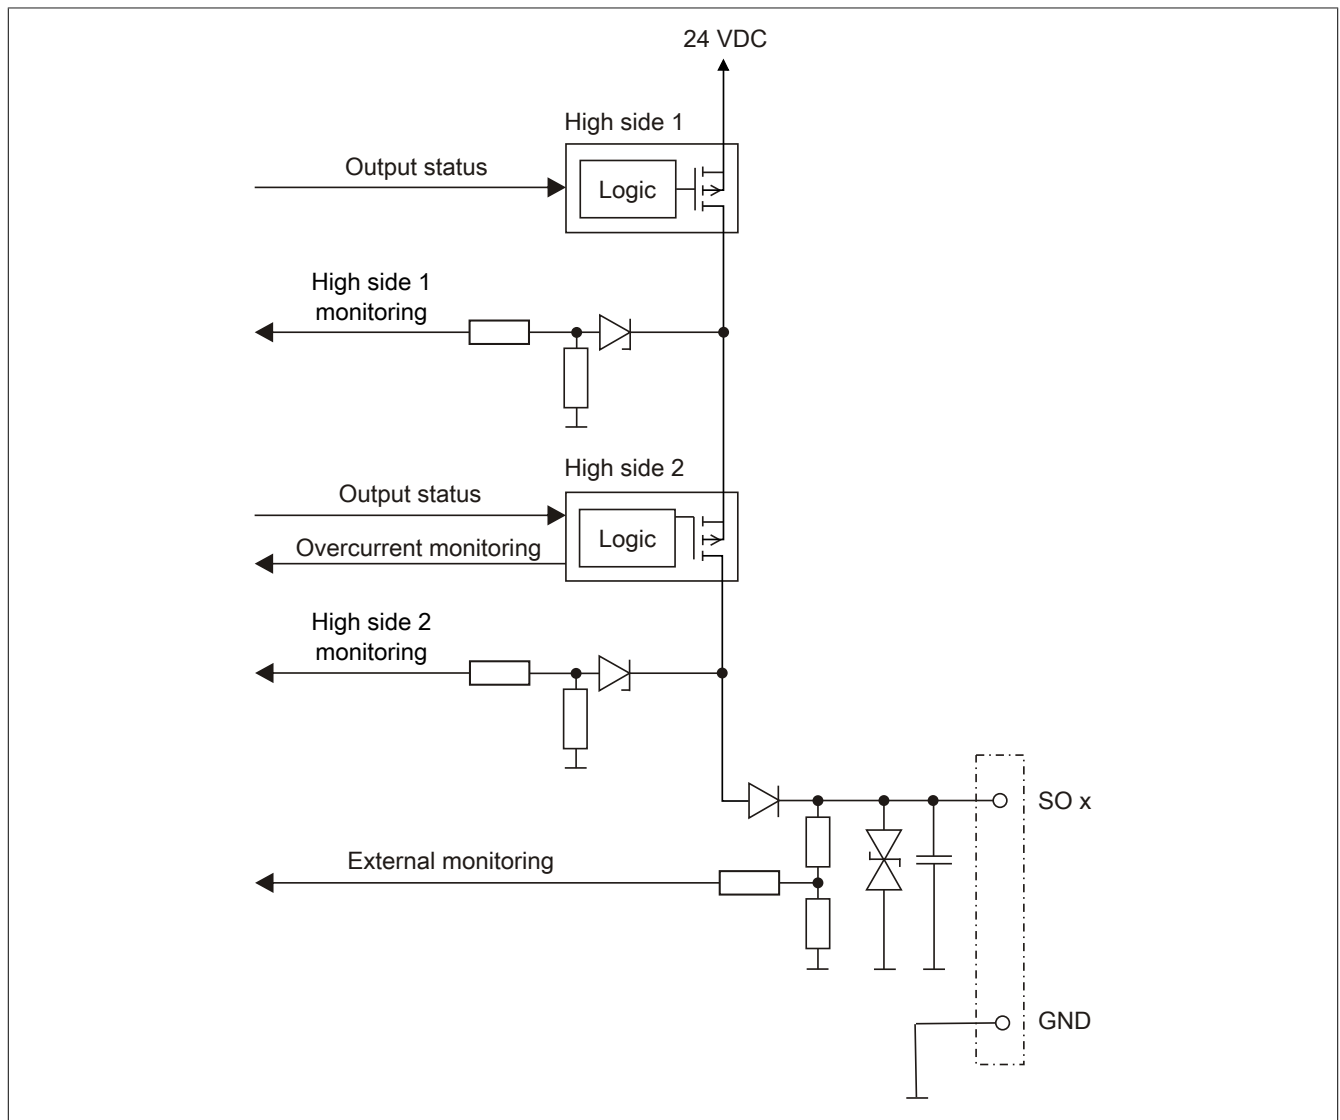 24 VDC
High side 1
Output status
Logic
High side 1
monitoring
High side 2
Output status
Logic
Overcurrent monitoring
High side 2
monitoring
SO x
External monitoring
GND